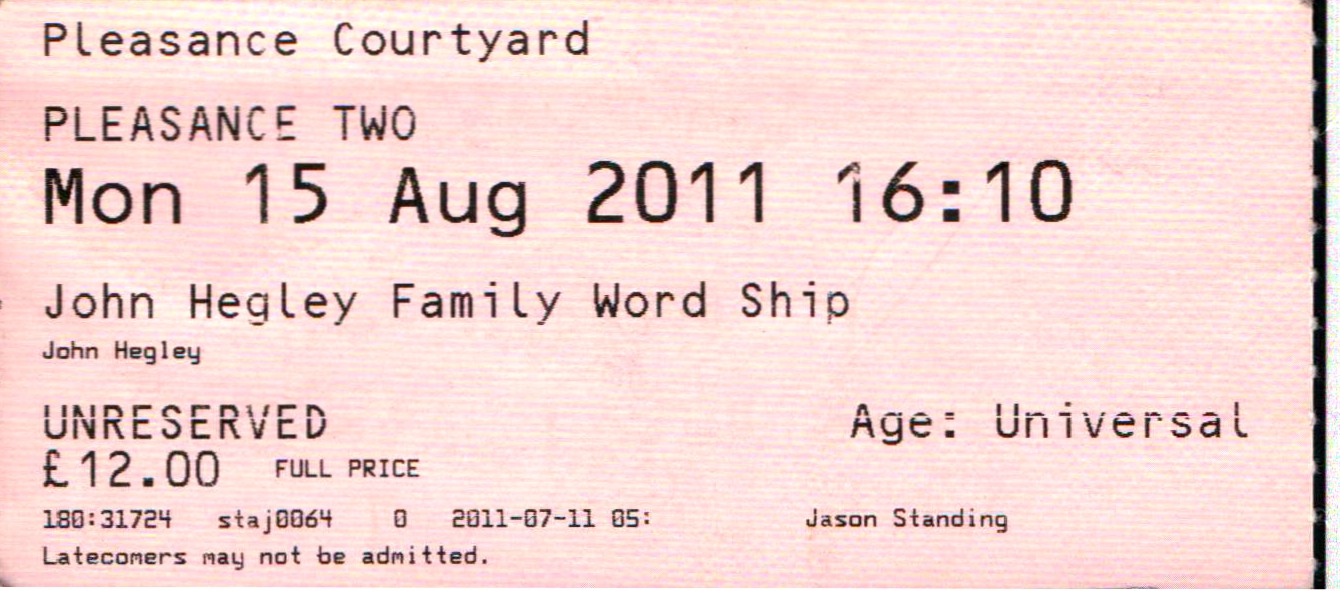 Pleasance Courtyard
PLEASANCE TWO
Mon 15 Aug 2011 16:10
John Hegley Family Word Ship
John Hegley
UNRESERVED Age: Universal
£12.00 FULL PRICE
180:31724 staj0064 0 2011-07-11 05: Jason Standing
Latecomers may not be admitted.